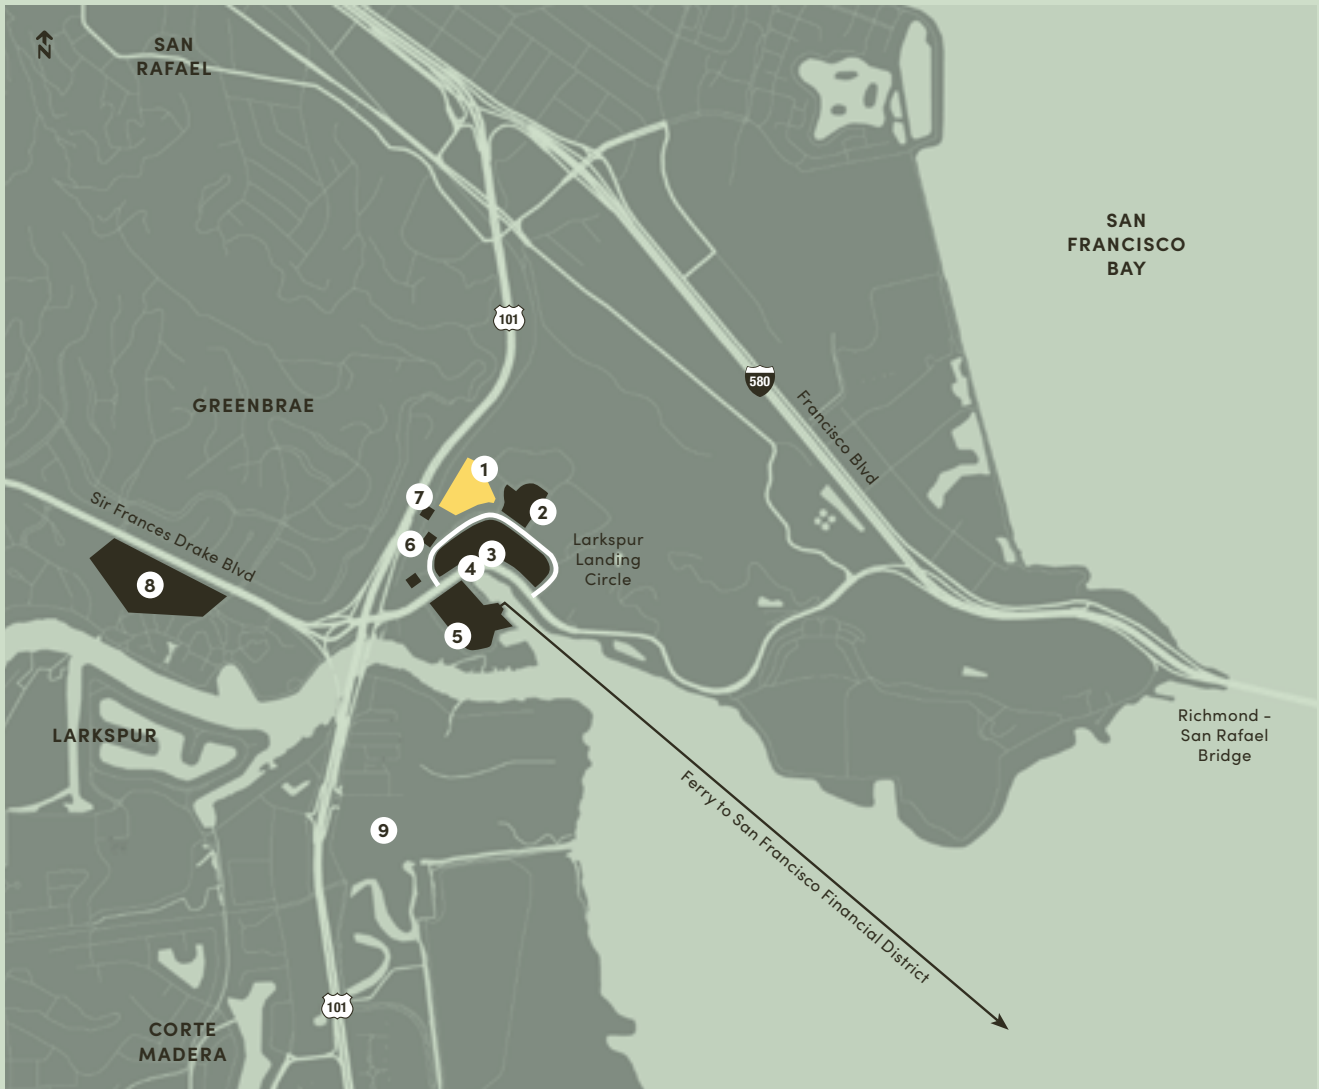 N
SAN
RAFAEL
SAN
FRANCISCO
BAY
101
580
Francisco Blvd
GREENBRAE
1
7
2
Sir Frances Drake Blvd
6
3
4
Larkspur
Landing
Circle
8
5
LARKSPUR
Richmond -
San Rafael
Bridge
Ferry to San Francisco Financial District
9
101
CORTE
MADERA